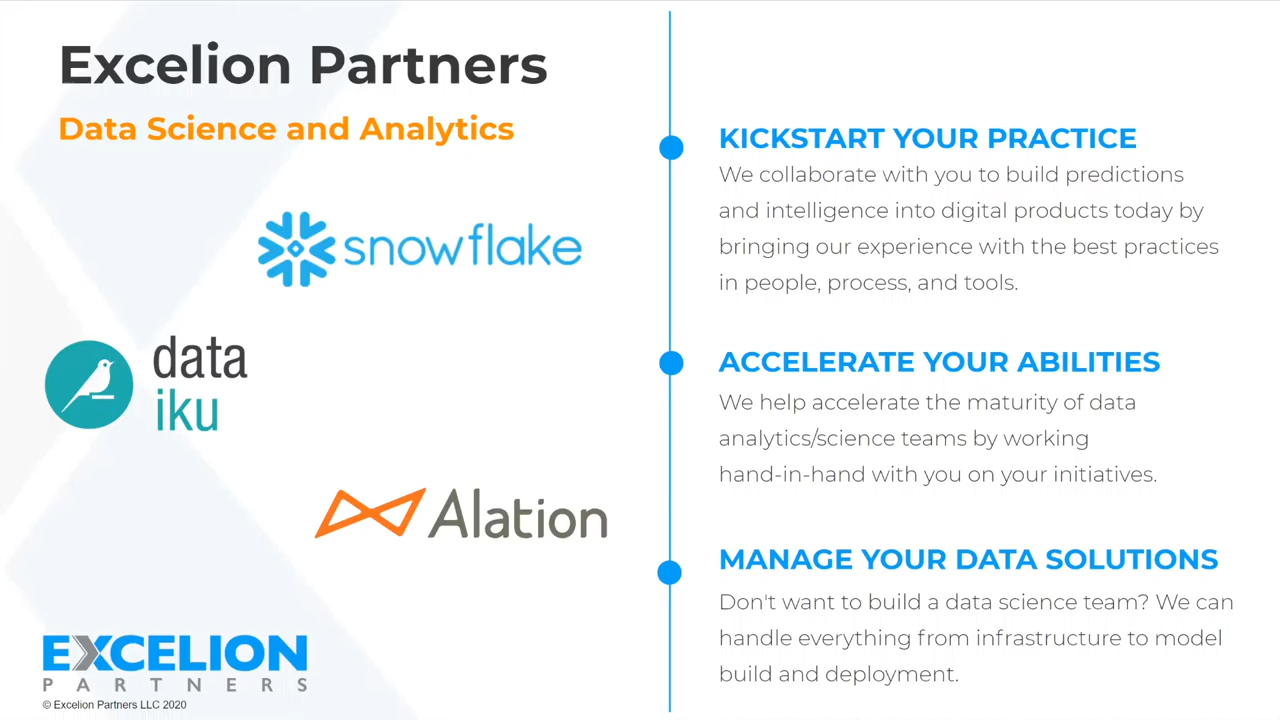 Excelion Partners
Data Science and Analytics
snowflake
data
iku
Alation
EXCELION
PARTNERS
© Excelion Partners LLC 2020
KICKSTART YOUR PRACTICE
We collaborate with you to build predictions
and intelligence into digital products today by
bringing our experience with the best practices
in people, process, and tools.
ACCELERATE YOUR ABILITIES
We help accelerate the maturity of data
analytics/science teams by working
hand-in-hand with you on your initiatives.
MANAGE YOUR DATA SOLUTIONS
Don't want to build a data science team? We can
handle everything from infrastructure to model
build and deployment.